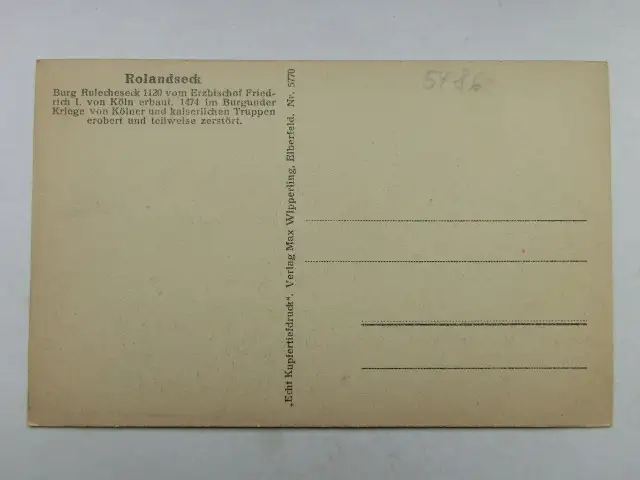 Rolandseck
Burg Rulecheseck 1120 vom Erzbischof Fried-
rich I. von Köln erbaut, 1474 im Burgunder
Kriege von Kölner und kaiserlichen Truppen
erobert und teilweise zerstört.
„Echt Kupfertiefdruck“. Verlag Max Wipperling, Elberfeld. Nr. 5770
5486